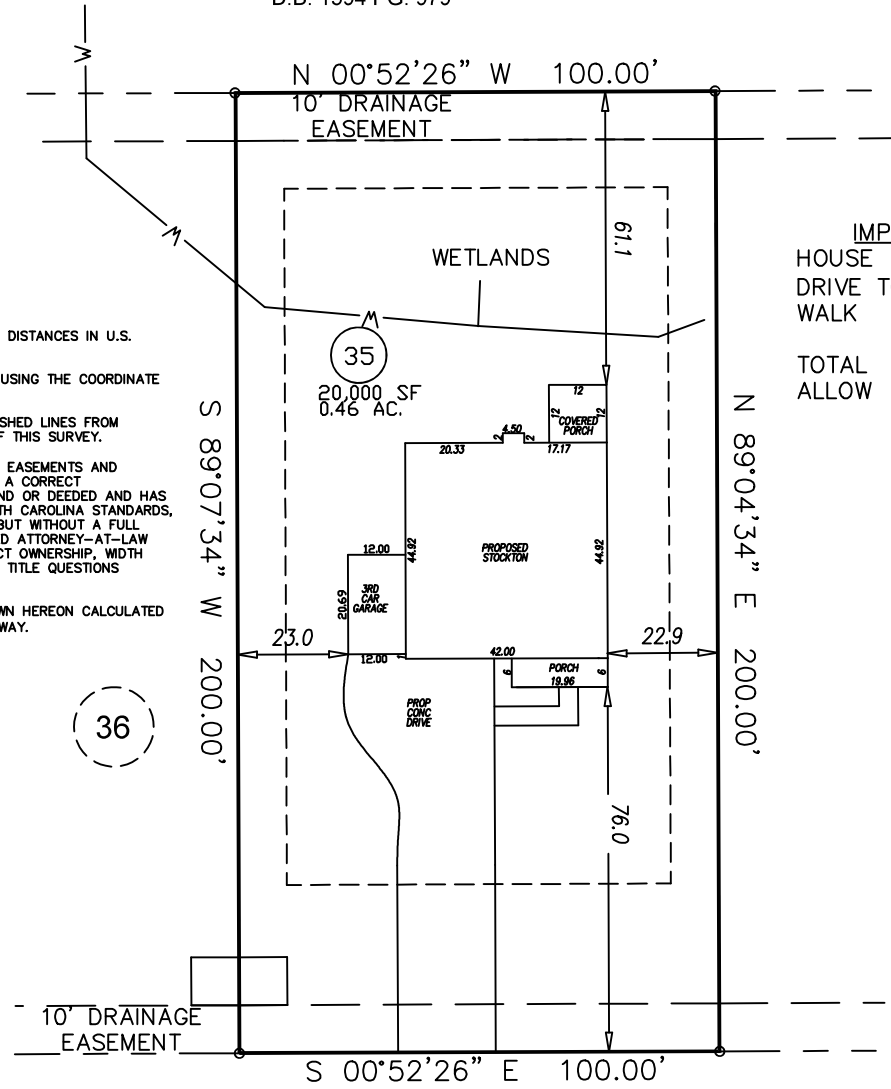 D.B. 1594 PG. 979
W
N 00°52'26" W 100.00'
10' DRAINAGE
EASEMENT
W
61.1
WETLANDS
W
35
20,000 SF
0.46 AC.
IMP
HOUSE
DRIVE T
WALK
TOTAL
ALLOW
DISTANCES IN U.S.
USING THE COORDINATE
SHED LINES FROM
F THIS SURVEY.
EASEMENTS AND
A CORRECT
ND OR DEEDED AND HAS
TH CAROLINA STANDARDS,
BUT WITHOUT A FULL
D ATTORNEY-AT-LAW
CT OWNERSHIP, WIDTH
TITLE QUESTIONS
WN HEREON CALCULATED
WAY.
S 89°07'34" W 200.00'
N 89°04'34" E 200.00'
12
12
12
COVERED
PORCH
4.50
2
2
20.33
17.17
44.92
44.92
PROPOSED
STOCKTON
12.00
20.69
3RD
CAR
GARAGE
12.00
1
23.0
22.9
42.00
6
PORCH
6
19.96
PROP
CONC
DRIVE
36
76.0
10' DRAINAGE
EASEMENT
S 00°52'26" E 100.00'